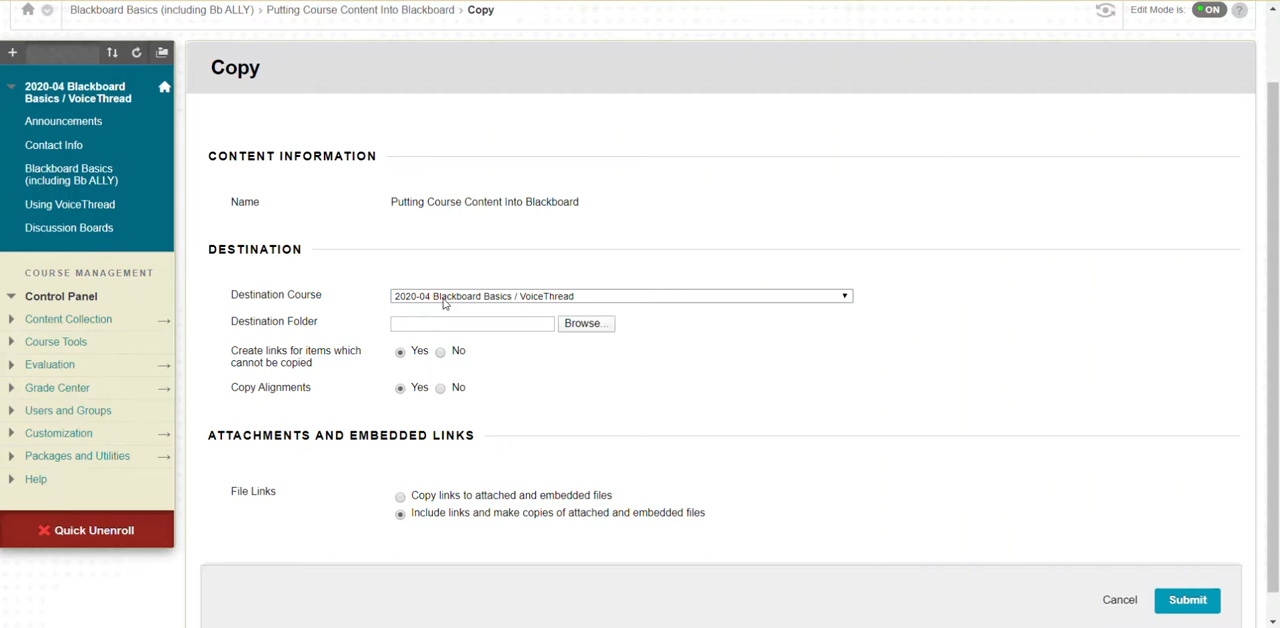 Blackboard Basics (including Bb ALLY) > Putting Course Content Into Blackboard > Copy
Edit Mode is: ON ?
2020-04 Blackboard
Basics / VoiceThread
Announcements
Contact Info
Blackboard Basics
(including Bb ALLY)
Using VoiceThread
Discussion Boards
COURSE MANAGEMENT
Control Panel
Content Collection
Course Tools
Evaluation
Grade Center
Users and Groups
Customization
Packages and Utilities
Help
Quick Unenroll
Copy
CONTENT INFORMATION
Name Putting Course Content Into Blackboard
DESTINATION
Destination Course 2020-04 Blackboard Basics / VoiceThread
Destination Folder Browse...
Create links for items which
cannot be copied
Yes No
Copy Alignments Yes No
ATTACHMENTS AND EMBEDDED LINKS
File Links Copy links to attached and embedded files
Include links and make copies of attached and embedded files
Cancel Submit